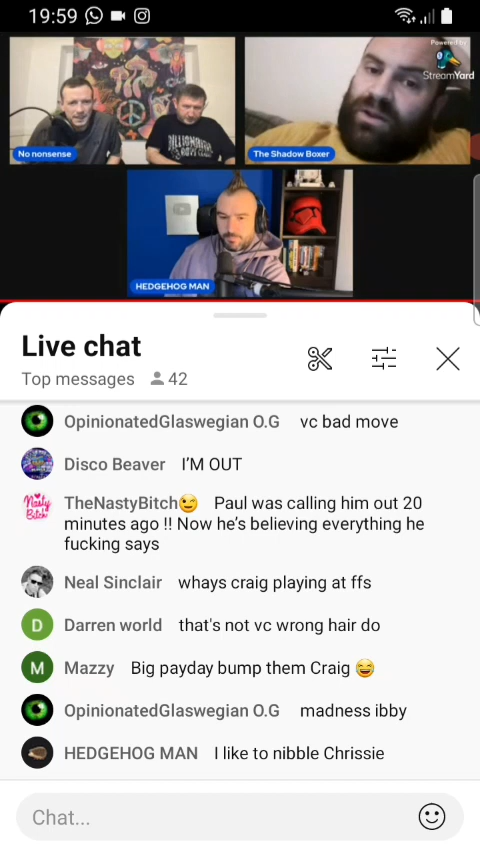 19:59
Powered by
StreamYard
No nonsense
BILLIONAIRE
BOYS CLUB
The Shadow Boxer
HEDGEHOG MAN
Live chat
Top messages 42
OpinionatedGlaswegian O.G vc bad move
Disco Beaver I'M OUT
TheNastyBitch😉 Paul was calling him out 20
minutes ago !! Now he's believing everything he
fucking says
Neal Sinclair whays craig playing at ffs
D Darren world that's not vc wrong hair do
M Mazzy Big payday bump them Craig 😄
OpinionatedGlaswegian O.G madness ibby
HEDGEHOG MAN I like to nibble Chrissie
Chat...